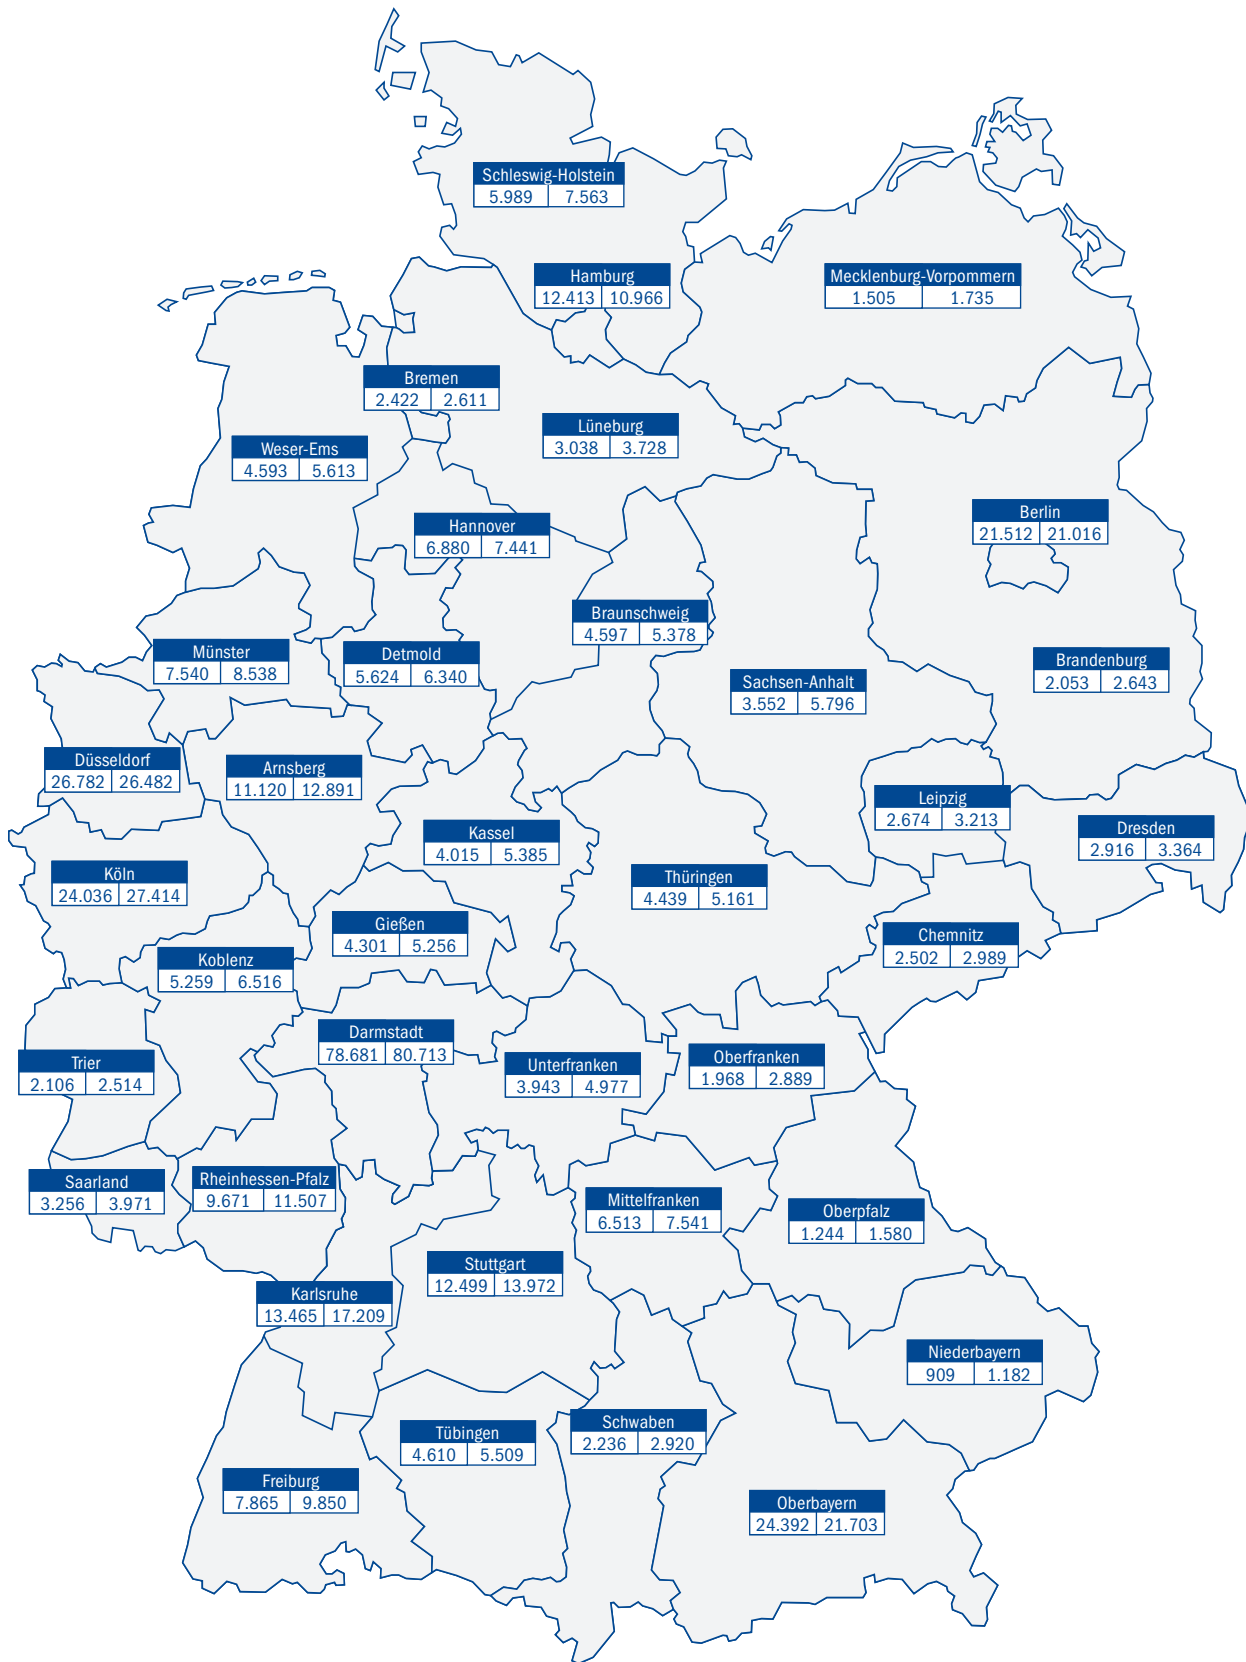 Schleswig-Holstein
5.989 7.563
Hamburg
12.413 10.966
Mecklenburg-Vorpommern
1.505 1.735
Bremen
2.422 2.611
Lüneburg
3.038 3.728
Weser-Ems
4.593 5.613
Hannover
6.880 7.441
Berlin
21.512 21.016
Braunschweig
4.597 5.378
Münster
7.540 8.538
Detmold
5.624 6.340
Brandenburg
2.053 2.643
Sachsen-Anhalt
3.552 5.796
Düsseldorf
26.782 26.482
Arnsberg
11.120 12.891
Leipzig
2.674 3.213
Kassel
4.015 5.385
Dresden
2.916 3.364
Köln
24.036 27.414
Thüringen
4.439 5.161
Gießen
4.301 5.256
Chemnitz
2.502 2.989
Koblenz
5.259 6.516
Darmstadt
78.681 80.713
Trier
2.106 2.514
Unterfranken
3.943 4.977
Oberfranken
1.968 2.889
Saarland
3.256 3.971
Rheinhessen-Pfalz
9.671 11.507
Mittelfranken
6.513 7.541
Oberpfalz
1.244 1.580
Stuttgart
12.499 13.972
Karlsruhe
13.465 17.209
Niederbayern
909 1.182
Tübingen
4.610 5.509
Schwaben
2.236 2.920
Freiburg
7.865 9.850
Oberbayern
24.392 21.703